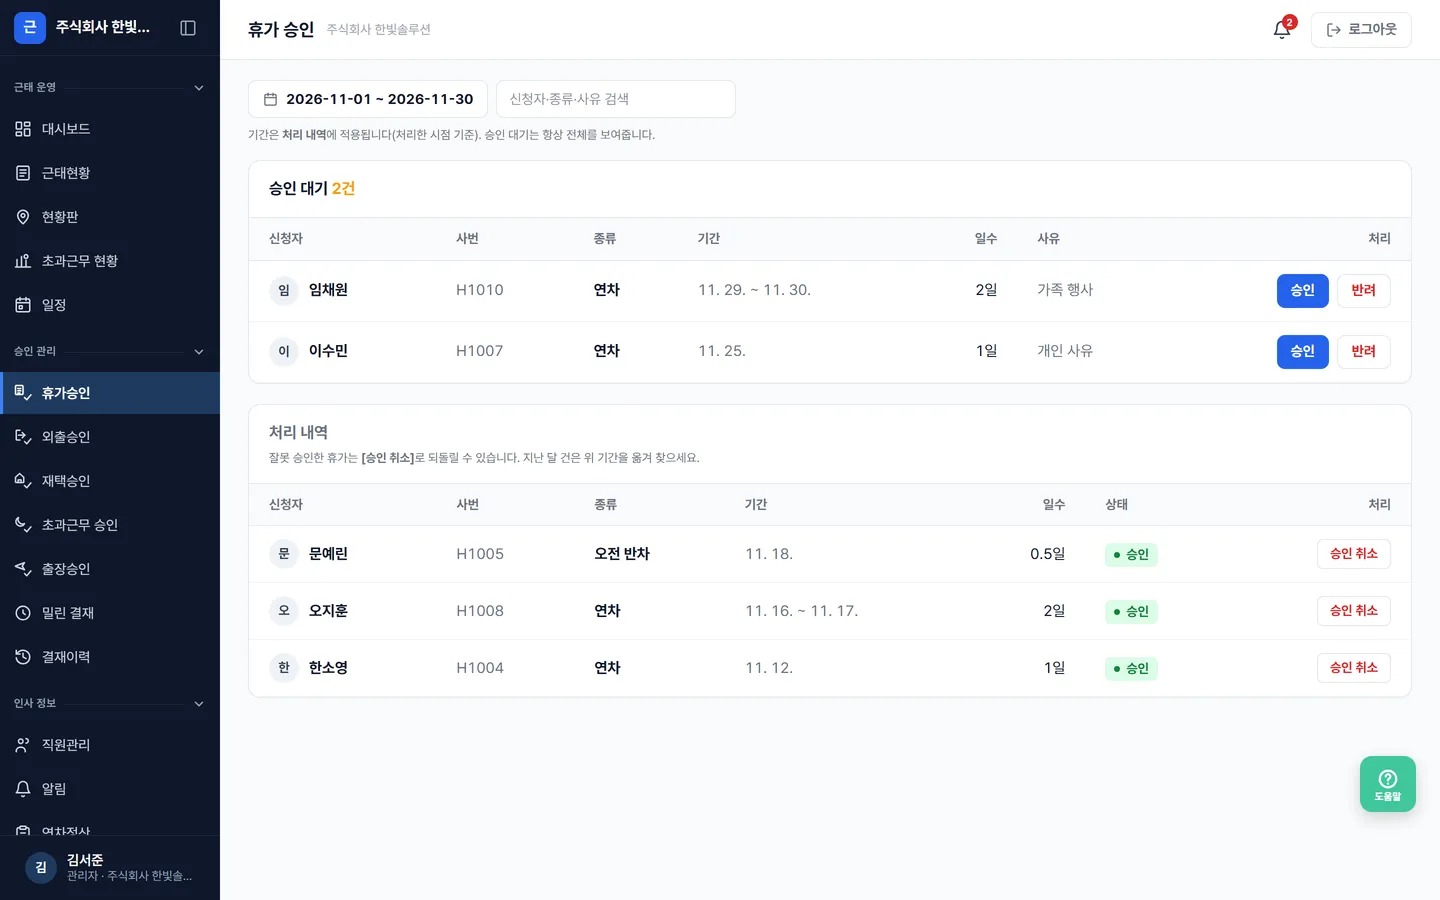 근 주식회사 한빛...
근태 운영
대시보드
근태현황
현황판
초과근무 현황
일정
승인 관리
휴가승인
외출승인
재택승인
초과근무 승인
출장승인
밀린 결재
결재이력
인사 정보
직원관리
알림
연차정산
김 김서준
관리자 · 주식회사 한빛솔...
휴가 승인 주식회사 한빛솔루션
2 로그아웃
2026-11-01 ~ 2026-11-30 신청자·종류·사유 검색
기간은 처리 내역에 적용됩니다(처리한 시점 기준). 승인 대기는 항상 전체를 보여줍니다.
승인 대기 2건
신청자 사번 종류 기간 일수 사유 처리
임 임채원 H1010 연차 11. 29. ~ 11. 30. 2일 가족 행사 승인 반려
이 이수민 H1007 연차 11. 25. 1일 개인 사유 승인 반려
처리 내역
잘못 승인한 휴가는 [승인 취소]로 되돌릴 수 있습니다. 지난 달 건은 위 기간을 옮겨 찾으세요.
신청자 사번 종류 기간 일수 상태 처리
문 문예린 H1005 오전 반차 11. 18. 0.5일 승인 승인 취소
오 오지훈 H1008 연차 11. 16. ~ 11. 17. 2일 승인 승인 취소
한 한소영 H1004 연차 11. 12. 1일 승인 승인 취소
도움말